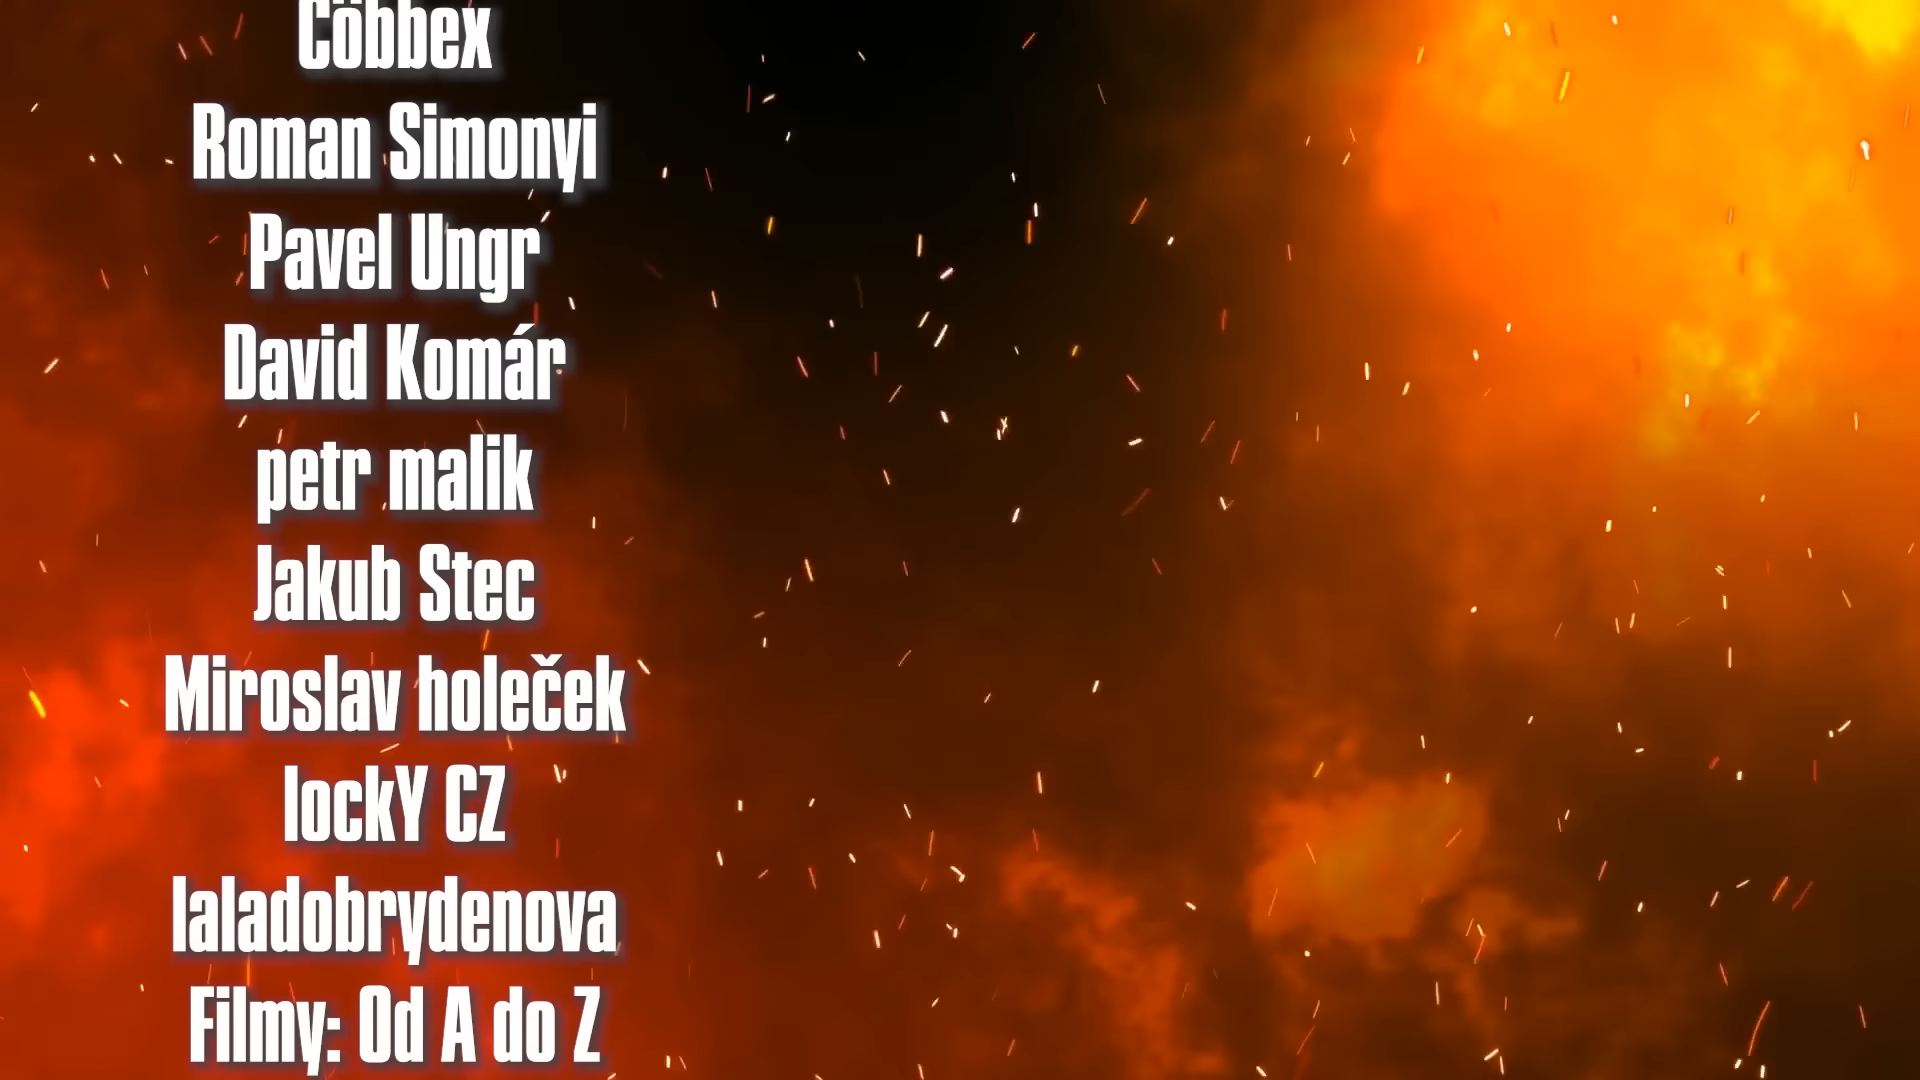 Cöbbex
Roman Simonyi
Pavel Ungr
David Komár
petr malik
Jakub Stec
Miroslav holeček
lockY CZ
laladobrydenova
Filmy: Od A do Z